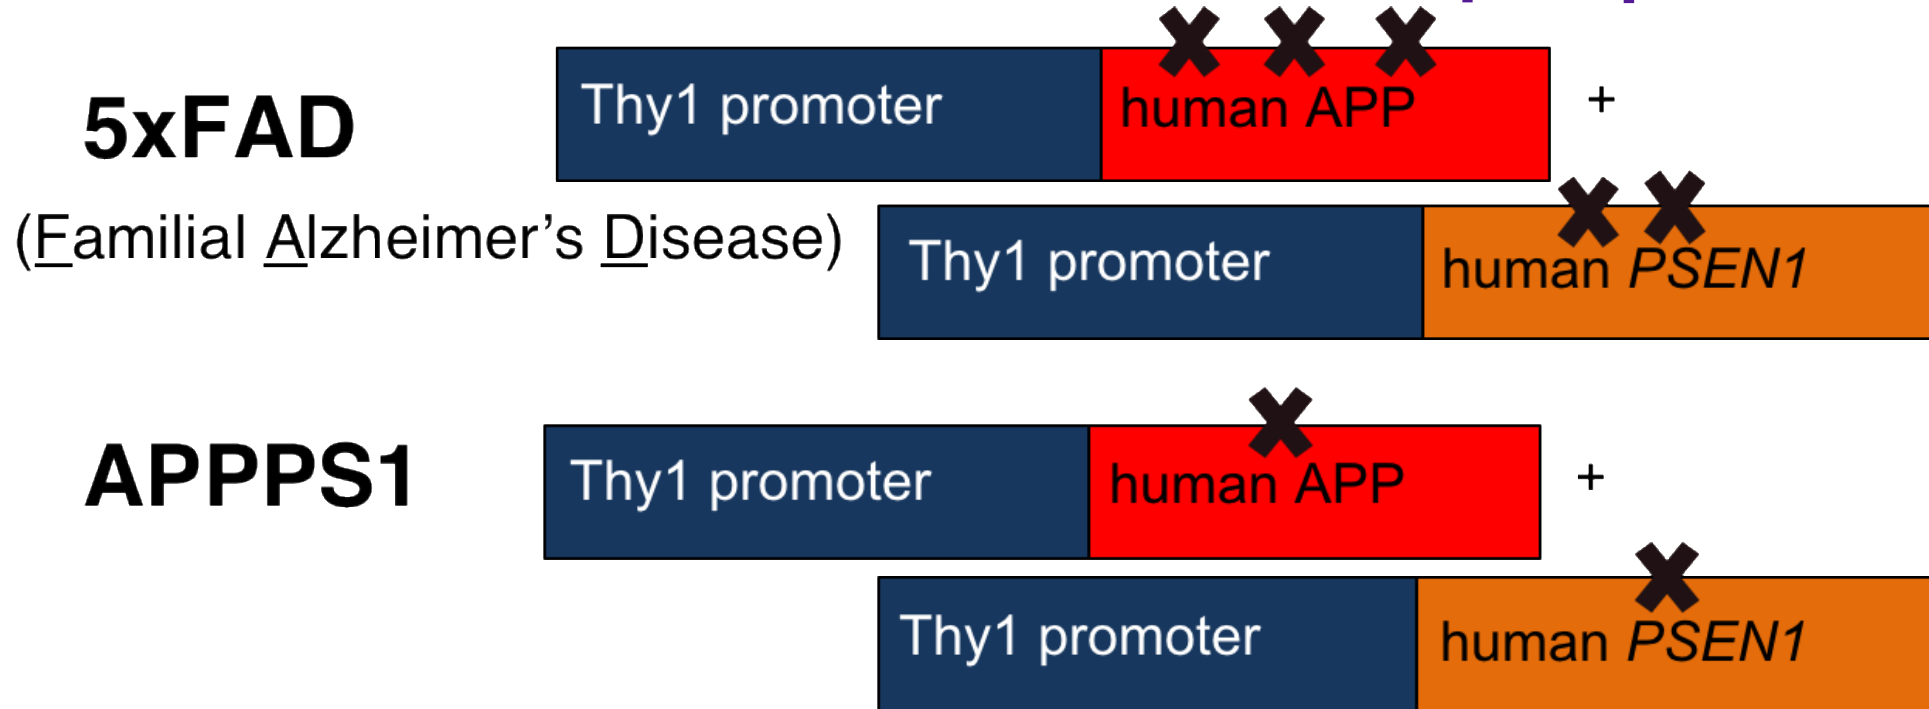 5xFAD
(Familial Alzheimer's Disease)
Thy1 promoter
human APP
+
Thy1 promoter
human PSEN1
APPPS1
Thy1 promoter
human APP
+
Thy1 promoter
human PSEN1